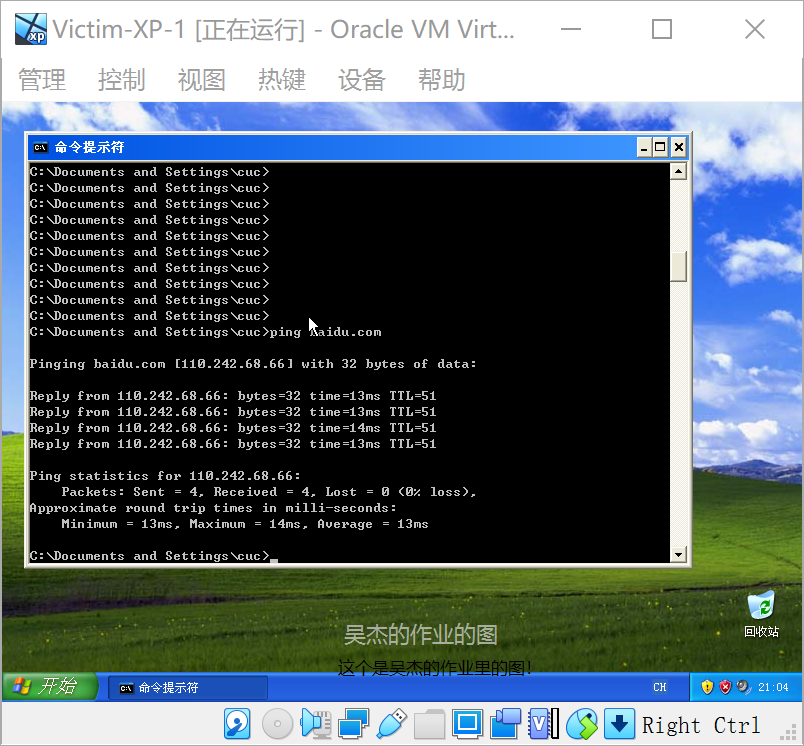 Victim-XP-1 [正在运行] - Oracle VM Virt...
管理 控制 视图 热键 设备 帮助
命令提示符
C:\Documents and Settings\cuc>
C:\Documents and Settings\cuc>
C:\Documents and Settings\cuc>
C:\Documents and Settings\cuc>
C:\Documents and Settings\cuc>
C:\Documents and Settings\cuc>
C:\Documents and Settings\cuc>
C:\Documents and Settings\cuc>
C:\Documents and Settings\cuc>
C:\Documents and Settings\cuc>
C:\Documents and Settings\cuc>ping baidu.com
Pinging baidu.com [110.242.68.66] with 32 bytes of data:
Reply from 110.242.68.66: bytes=32 time=13ms TTL=51
Reply from 110.242.68.66: bytes=32 time=13ms TTL=51
Reply from 110.242.68.66: bytes=32 time=14ms TTL=51
Reply from 110.242.68.66: bytes=32 time=13ms TTL=51
Ping statistics for 110.242.68.66:
Packets: Sent = 4, Received = 4, Lost = 0 (0% loss),
Approximate round trip times in milli-seconds:
Minimum = 13ms, Maximum = 14ms, Average = 13ms
C:\Documents and Settings\cuc>_
回收站
吴杰的作业的图
这个是吴杰的作业里的图!
开始 命令提示符 CH 21:04
Right Ctrl